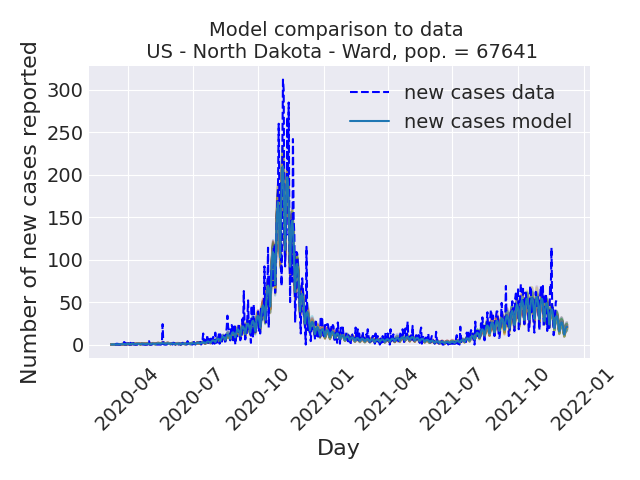 Model comparison to data
US - North Dakota - Ward, pop. = 67641
Number of new cases reported
300
250
200
150
100
50
0
new cases data
new cases model
2020-04
2020-07
2020-10
2021-01
2021-04
2021-07
2021-10
2022-01
Day